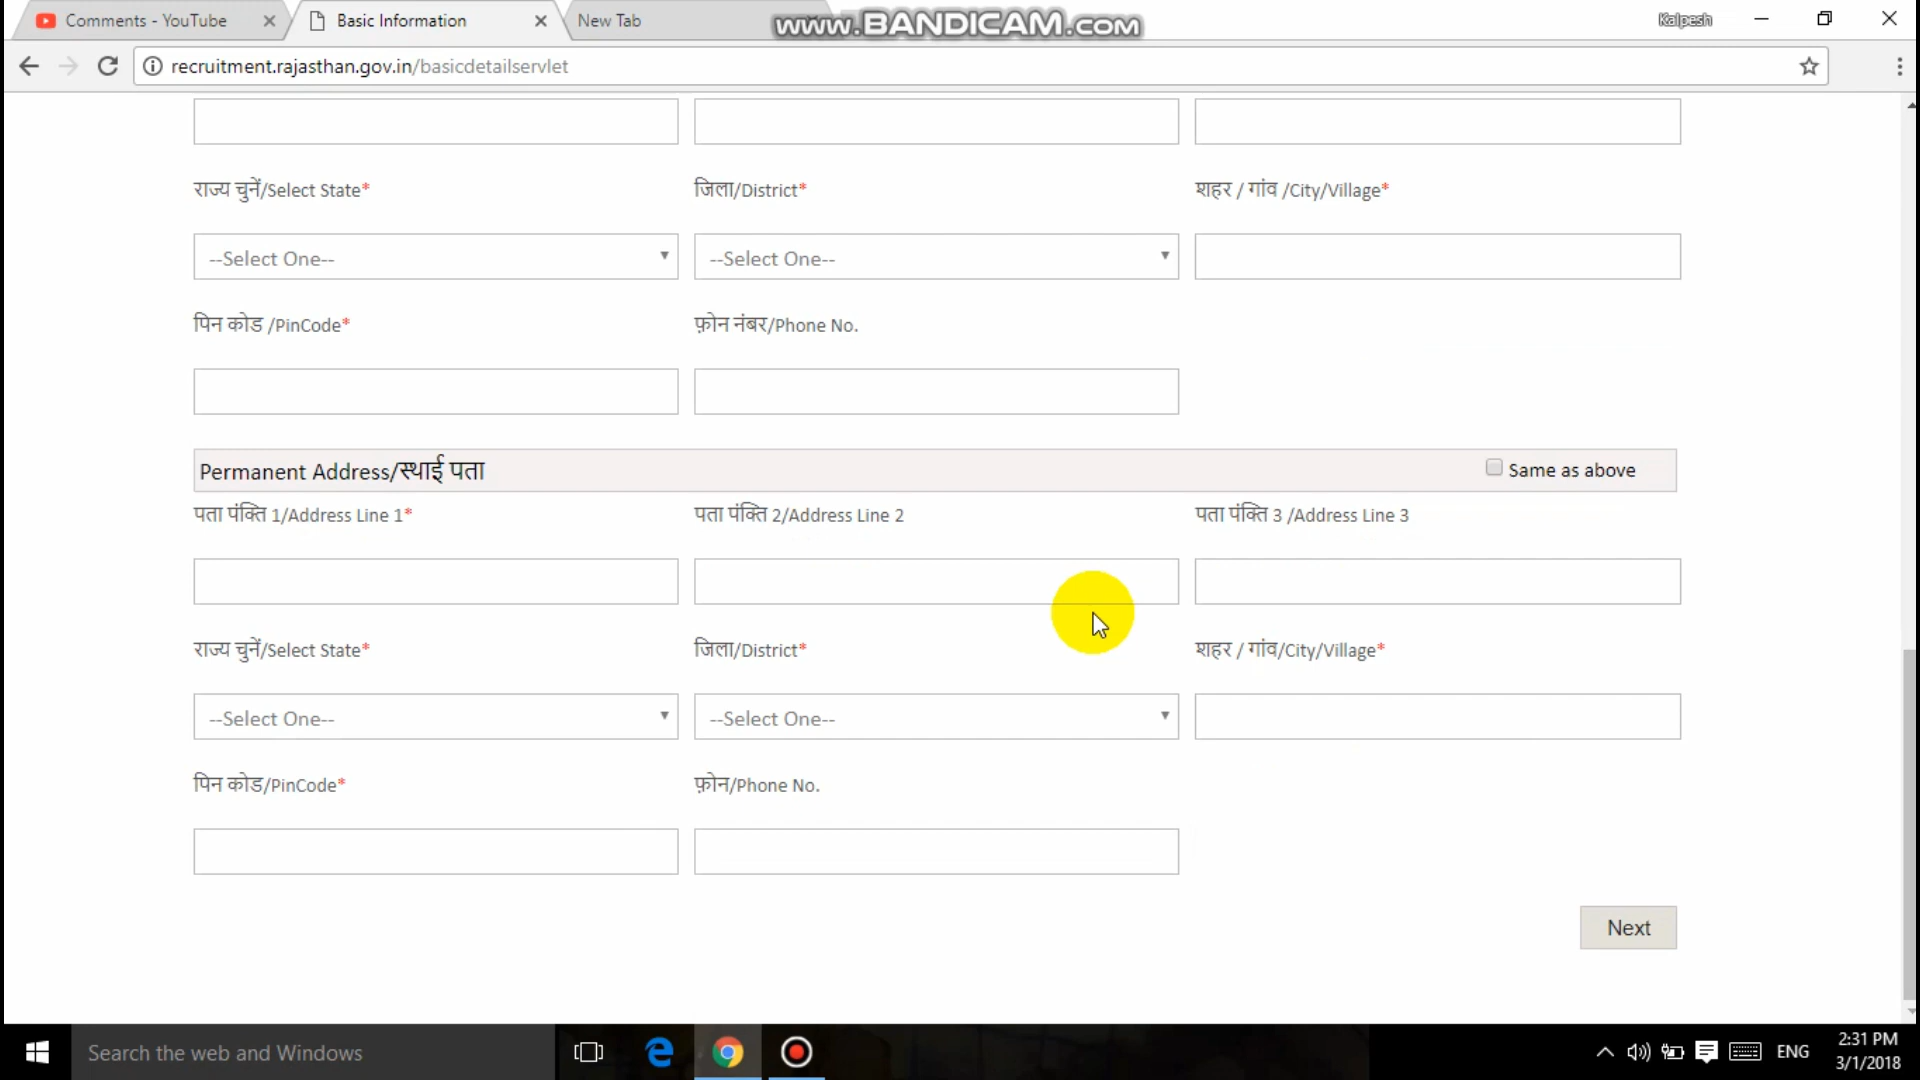 Comments - YouTube
Basic Information
New Tab
www.BANDICAM.com
Kalpesh
recruitment.rajasthan.gov.in/basicdetailservlet
राज्य चुनें/Select State* जिला/District* शहर / गांव /City/Village*
--Select One-- --Select One--
पिन कोड /PinCode* फ़ोन नंबर/Phone No.
Permanent Address/स्थाई पता Same as above
पता पंक्ति 1/Address Line 1* पता पंक्ति 2/Address Line 2 पता पंक्ति 3 /Address Line 3
राज्य चुनें/Select State* जिला/District* शहर / गांव/City/Village*
--Select One-- --Select One--
पिन कोड/PinCode* फ़ोन/Phone No.
Next
Search the web and Windows
ENG
2:31 PM
3/1/2018